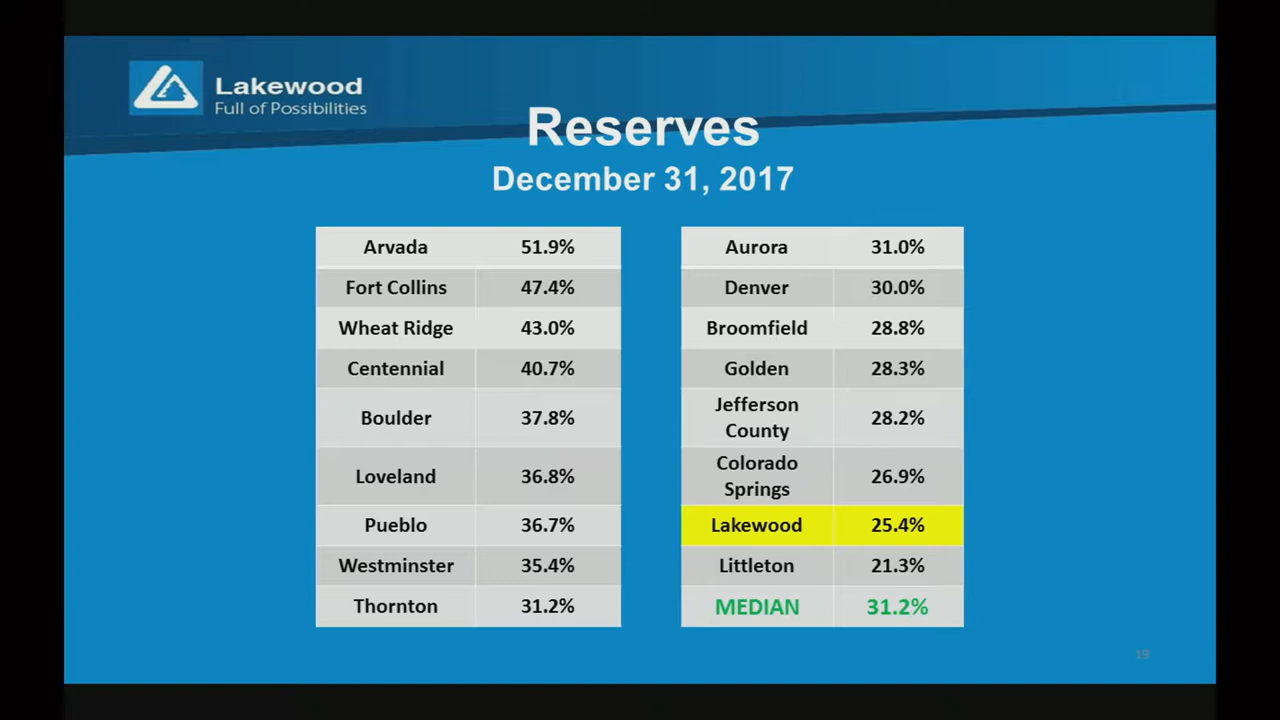 Lakewood
Full of Possibilities
Reserves
December 31, 2017
Arvada 51.9%
Fort Collins 47.4%
Wheat Ridge 43.0%
Centennial 40.7%
Boulder 37.8%
Loveland 36.8%
Pueblo 36.7%
Westminster 35.4%
Thornton 31.2%
Aurora 31.0%
Denver 30.0%
Broomfield 28.8%
Golden 28.3%
Jefferson
County 28.2%
Colorado
Springs 26.9%
Lakewood 25.4%
Littleton 21.3%
MEDIAN 31.2%
19